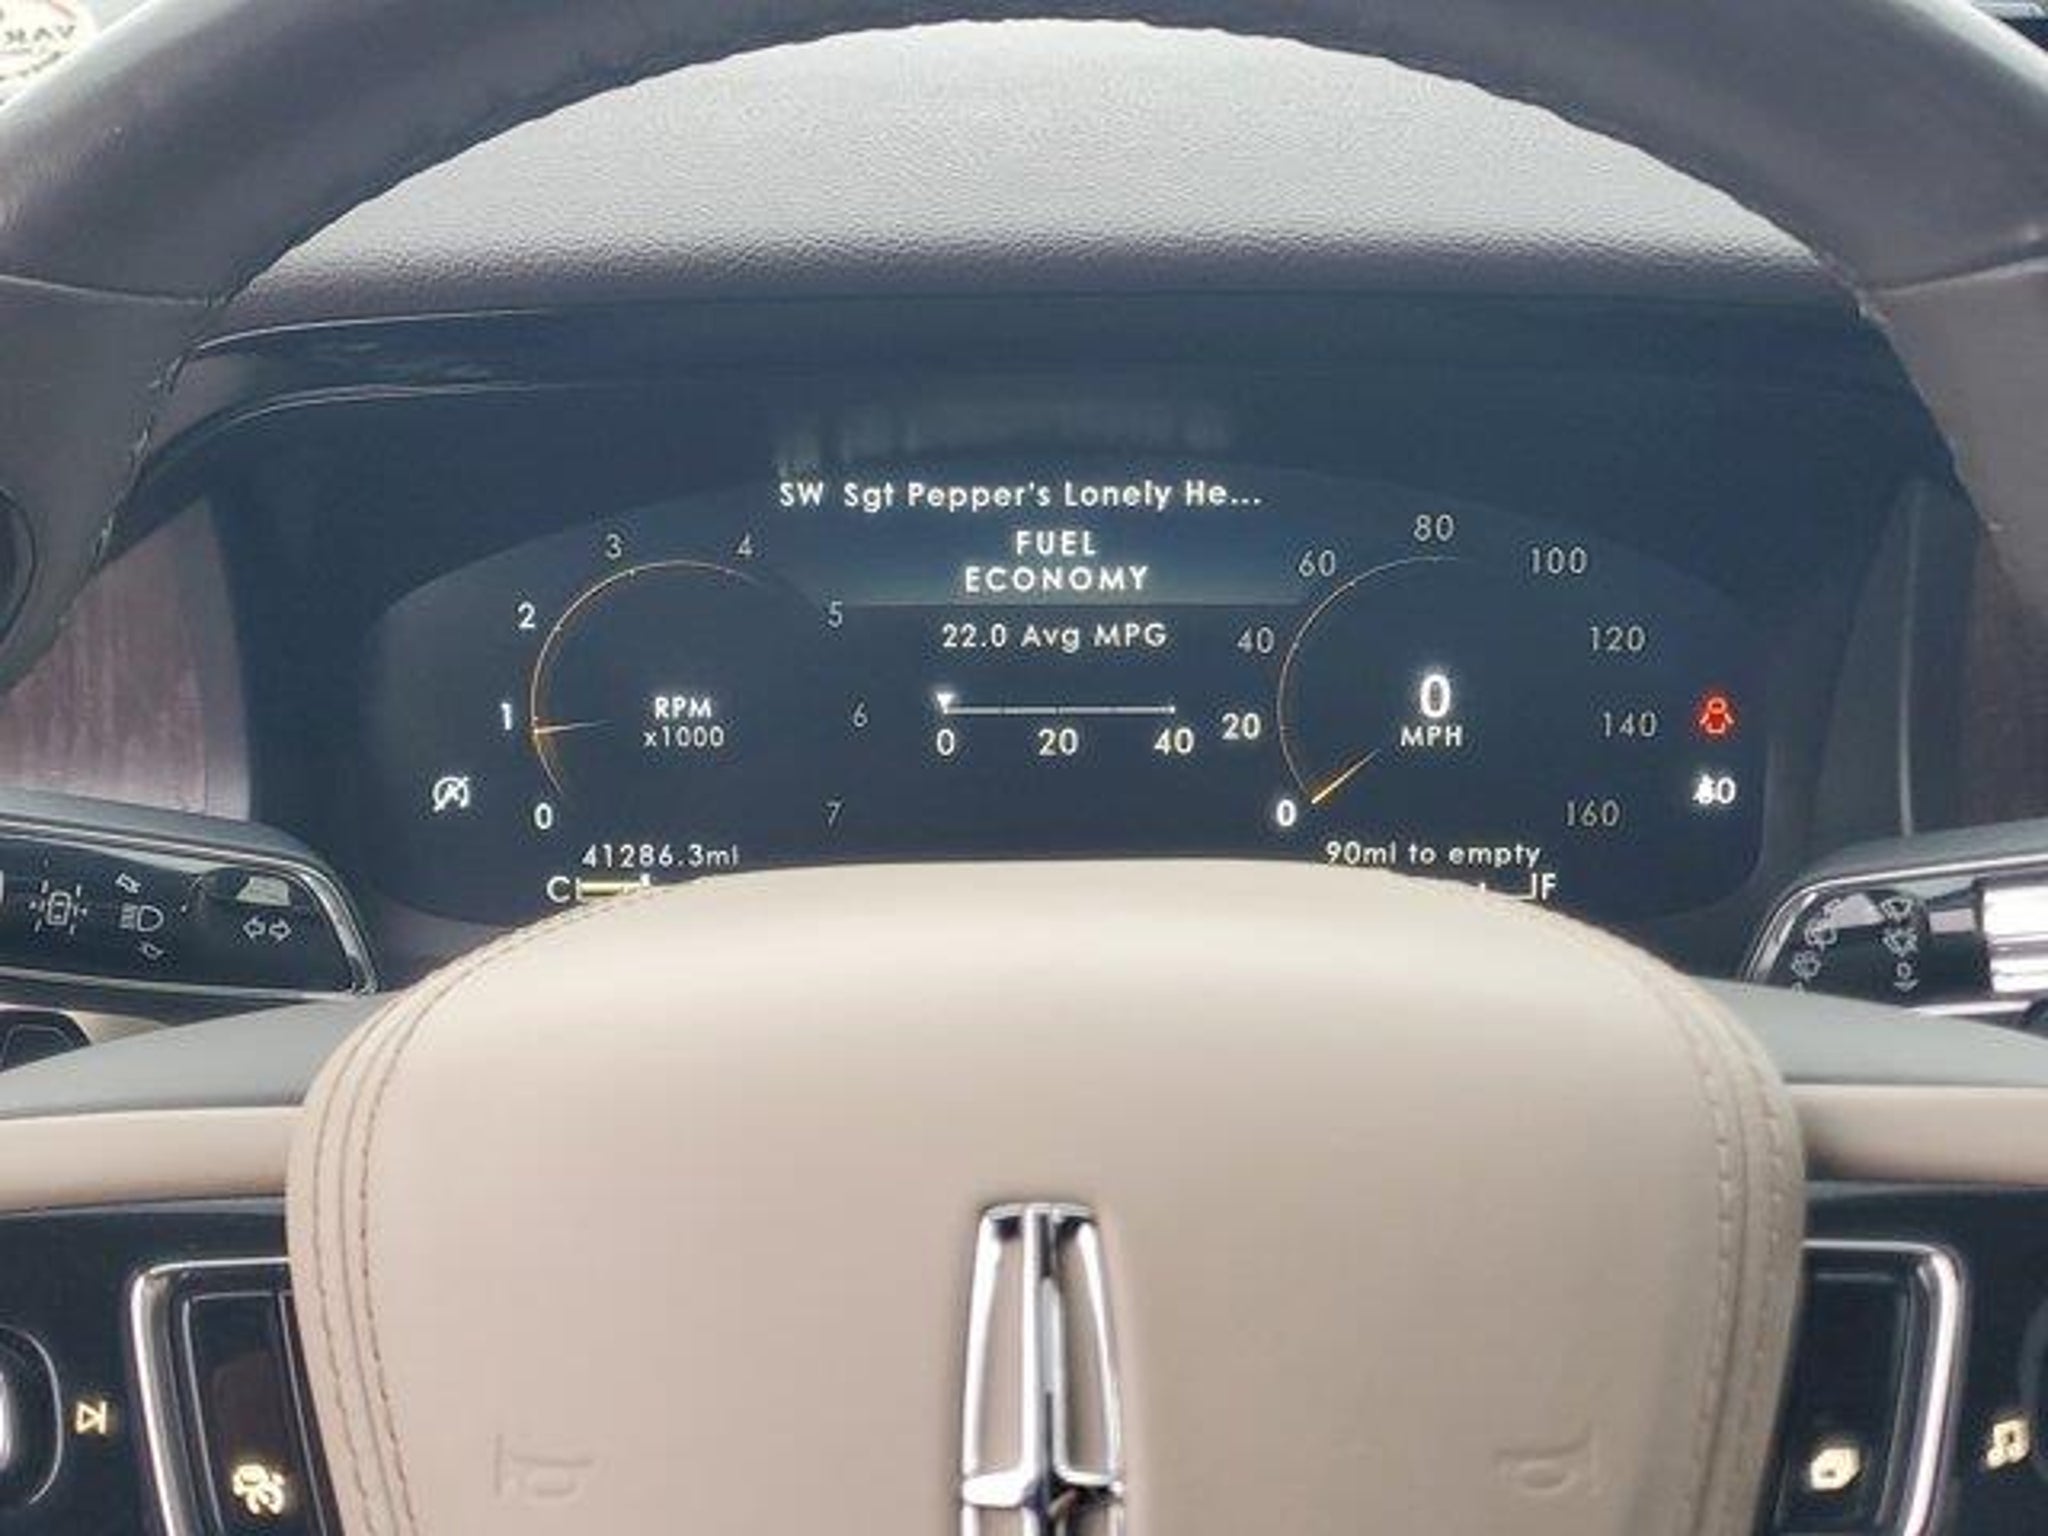 SW Sgt Pepper's Lonely He...
FUEL
ECONOMY
22.0 Avg MPG
0 20 40
0 1 2 3 4 5 6 7
RPM
x1000
0 20 40 60 80 100 120 140 160
0
MPH
41286.3mi
90mi to empty
C
F